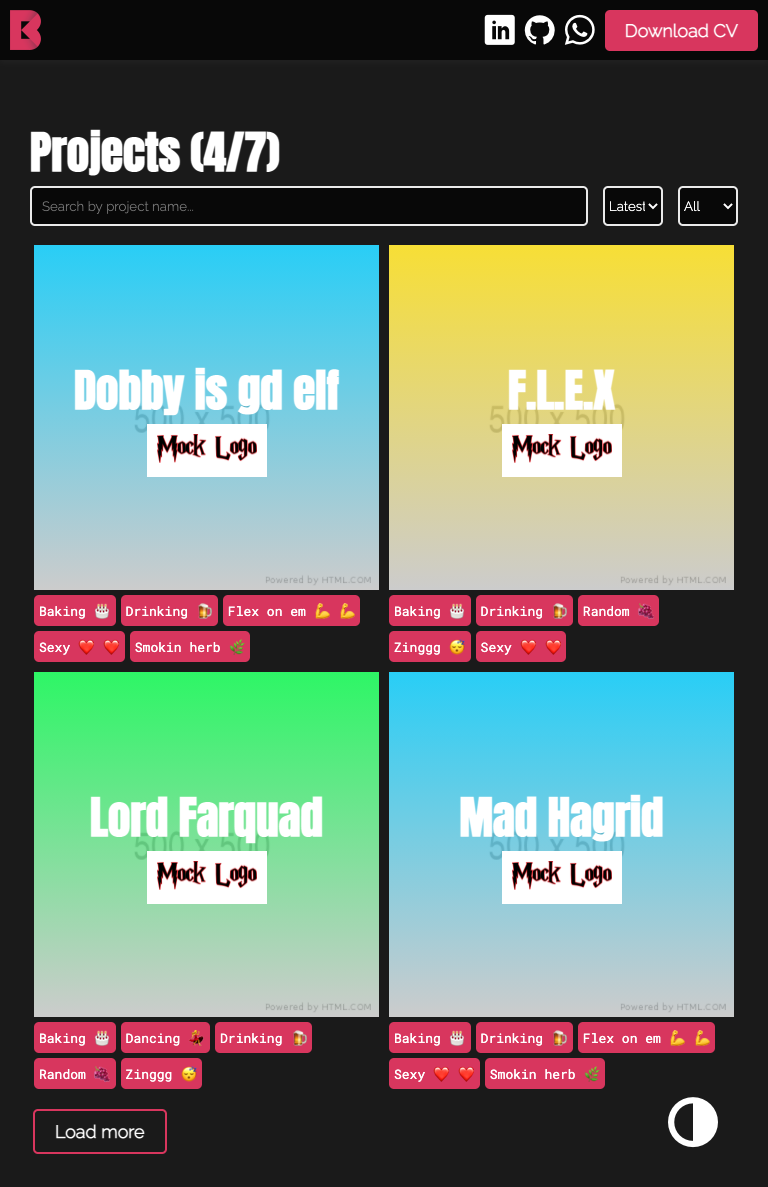 Download CV
Projects (4/7)
Search by project name...
Latest
All
Dobby is gd elf
500 x 500
Mock Logo
Powered by HTML.COM
F.L.E.X
500 x 500
Mock Logo
Powered by HTML.COM
Baking 🎂 Drinking 🍺 Flex on em 💪 💪
Sexy ❤️ ❤️ Smokin herb 🌿
Baking 🎂 Drinking 🍺 Random 🍇
Zinggg 😴 Sexy ❤️ ❤️
Lord Farquad
500 x 500
Mock Logo
Powered by HTML.COM
Mad Hagrid
500 x 500
Mock Logo
Powered by HTML.COM
Baking 🎂 Dancing 💃 Drinking 🍺
Random 🍇 Zinggg 😴
Baking 🎂 Drinking 🍺 Flex on em 💪 💪
Sexy ❤️ ❤️ Smokin herb 🌿
Load more